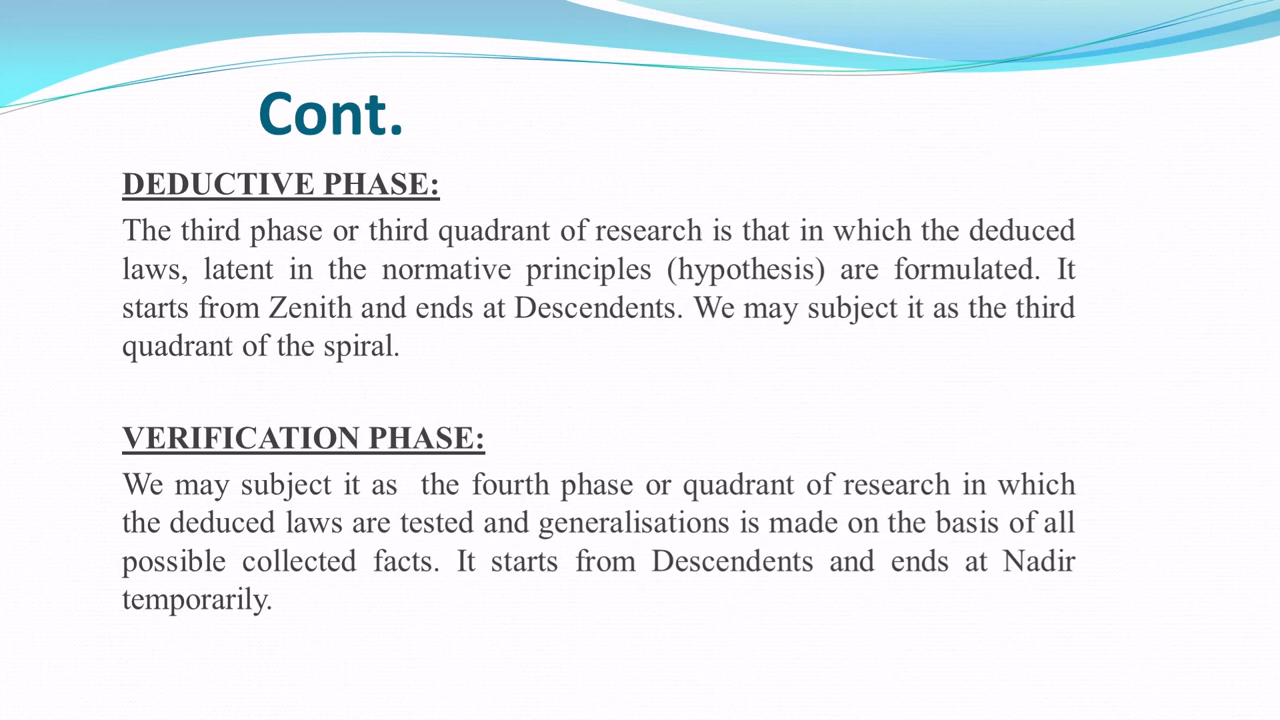 Cont.
DEDUCTIVE PHASE:
The third phase or third quadrant of research is that in which the deduced
laws, latent in the normative principles (hypothesis) are formulated. It
starts from Zenith and ends at Descendents. We may subject it as the third
quadrant of the spiral.
VERIFICATION PHASE:
We may subject it as  the fourth phase or quadrant of research in which
the deduced laws are tested and generalisations is made on the basis of all
possible collected facts. It starts from Descendents and ends at Nadir
temporarily.